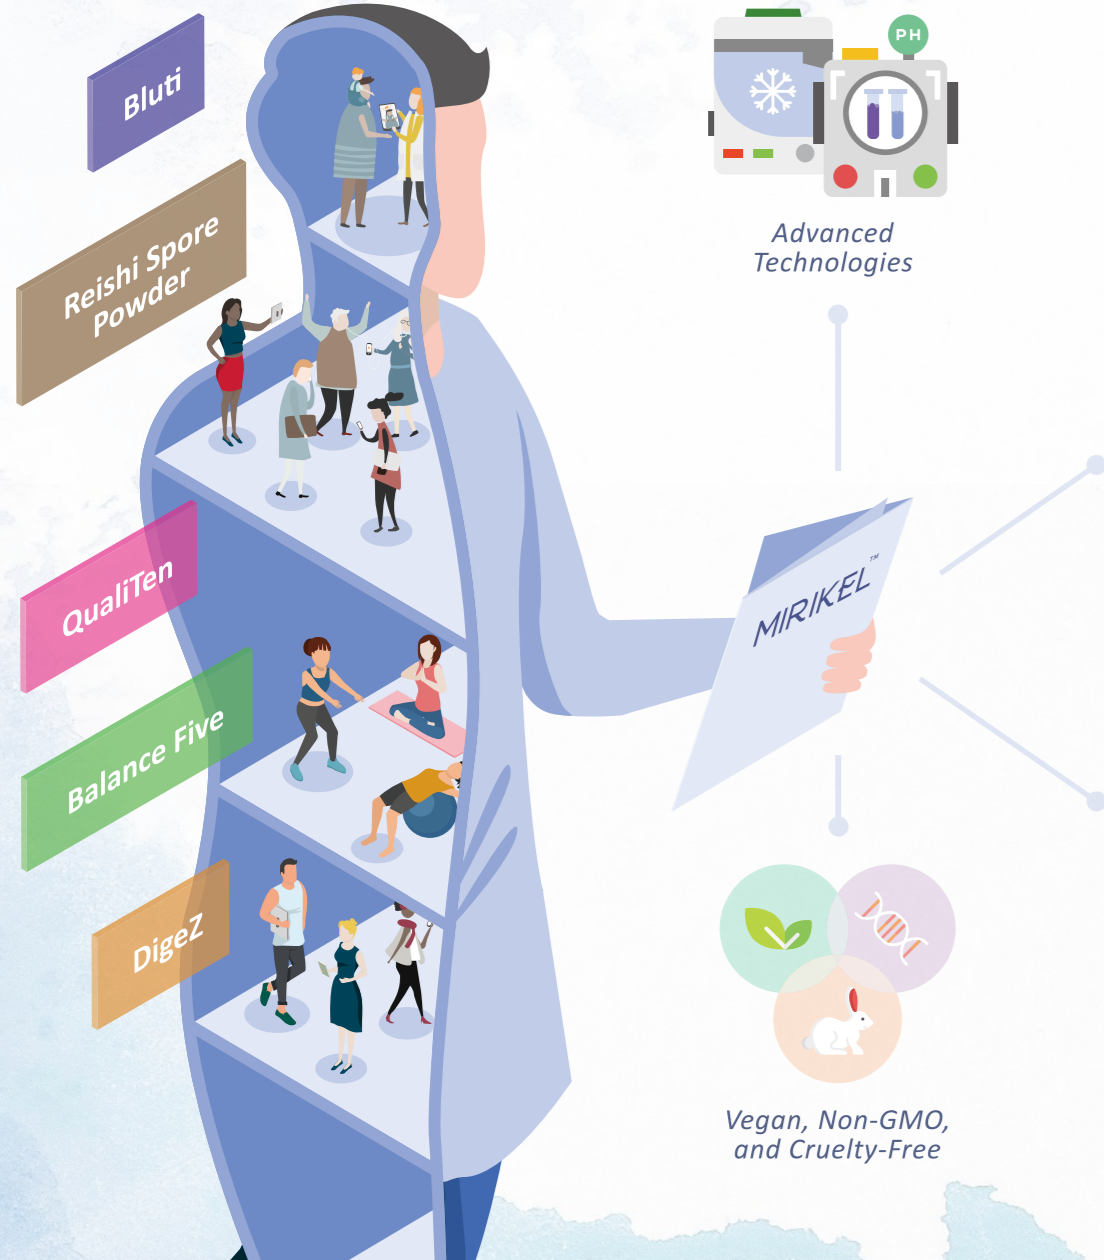 Bluti
PH
Reishi Spore
Powder
Advanced
Technologies
QualiTen
MIRIKEL™
Balance Five
DigeZ
Vegan, Non-GMO,
and Cruelty-Free